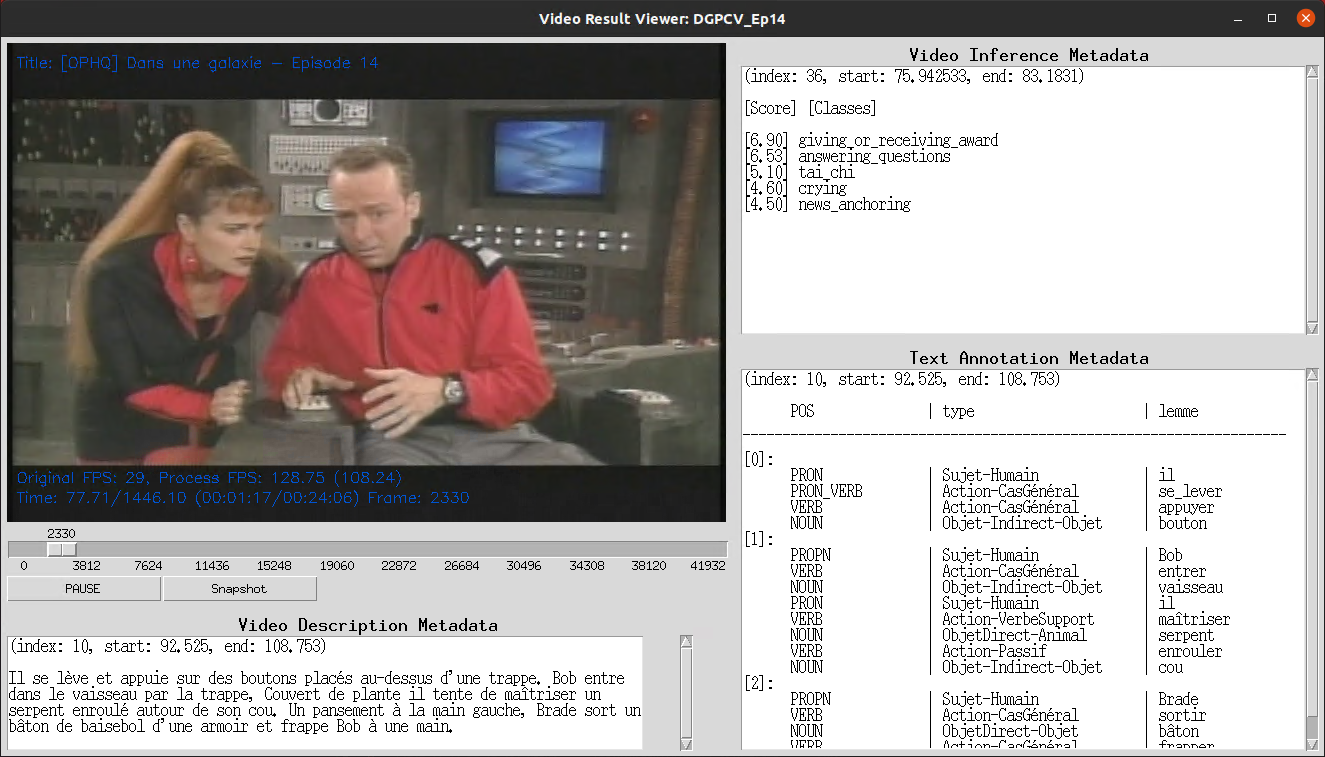 Video Result Viewer: DGPCV_Ep14
Title: [OPHQ] Dans une galaxie – Episode 14
Original FPS: 29, Process FPS: 128.75 (108.24)
Time: 77.71/1446.10 (00:01:17/00:24:06) Frame: 2330
2330
0 3812 7624 11436 15248 19060 22872 26684 30496 34308 38120 41932
PAUSE Snapshot
Video Description Metadata
(index: 10, start: 92.525, end: 108.753)
Il se lève et appuie sur des boutons placés au-dessus d'une trappe. Bob entre
dans le vaisseau par la trappe, Couvert de plante il tente de maîtriser un
serpent enroulé autour de son cou. Un pansement à la main gauche, Brade sort un
bâton de baisebol d'une armoir et frappe Bob à une main.
Video Inference Metadata
(index: 36, start: 75.942533, end: 83.1831)
[Score] [Classes]
[6.90] giving_or_receiving_award
[6.53] answering_questions
[5.10] tai_chi
[4.60] crying
[4.50] news_anchoring
Text Annotation Metadata
(index: 10, start: 92.525, end: 108.753)
POS | type | lemme
[0]:
PRON | Sujet-Humain | il
PRON_VERB | Action-CasGénéral | se_lever
VERB | Action-CasGénéral | appuyer
NOUN | Objet-Indirect-Objet | bouton
[1]:
PROPN | Sujet-Humain | Bob
VERB | Action-CasGénéral | entrer
NOUN | Objet-Indirect-Objet | vaisseau
PRON | Sujet-Humain | il
VERB | Action-VerbeSupport | maîtriser
NOUN | ObjetDirect-Animal | serpent
VERB | Action-Passif | enrouler
NOUN | Objet-Indirect-Objet | cou
[2]:
PROPN | Sujet-Humain | Brade
VERB | Action-CasGénéral | sortir
NOUN | ObjetDirect-Objet | bâton
VERB | Action-CasGénéral | frapper